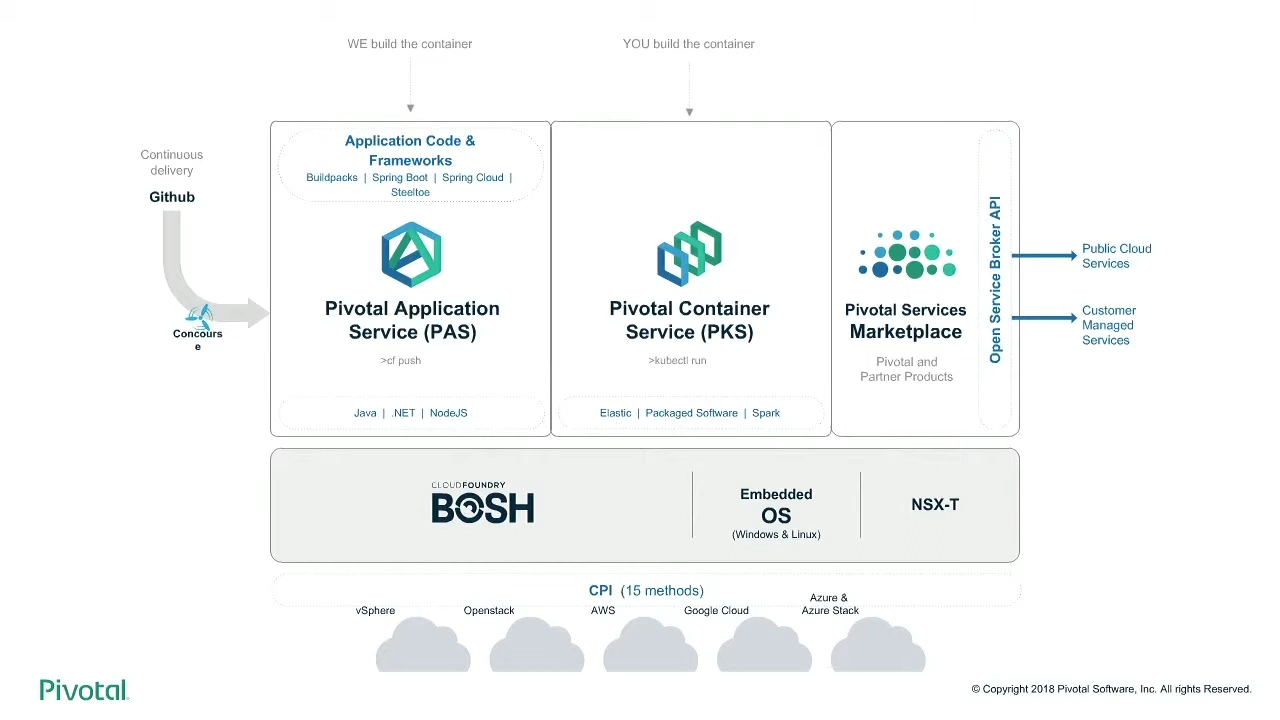 WE build the container
YOU build the container
Continuous
delivery
Github
Concours
e
Application Code &
Frameworks
Buildpacks | Spring Boot | Spring Cloud |
Steeltoe
Pivotal Application
Service (PAS)
>cf push
Java | .NET | NodeJS
Pivotal Container
Service (PKS)
>kubectl run
Elastic | Packaged Software | Spark
Pivotal Services
Marketplace
Pivotal and
Partner Products
Open Service Broker API
Public Cloud
Services
Customer
Managed
Services
CLOUDFOUNDRY
BOSH
Embedded
OS
(Windows & Linux)
NSX-T
CPI (15 methods)
vSphere
Openstack
AWS
Google Cloud
Azure &
Azure Stack
Pivotal
© Copyright 2018 Pivotal Software, Inc. All rights Reserved.